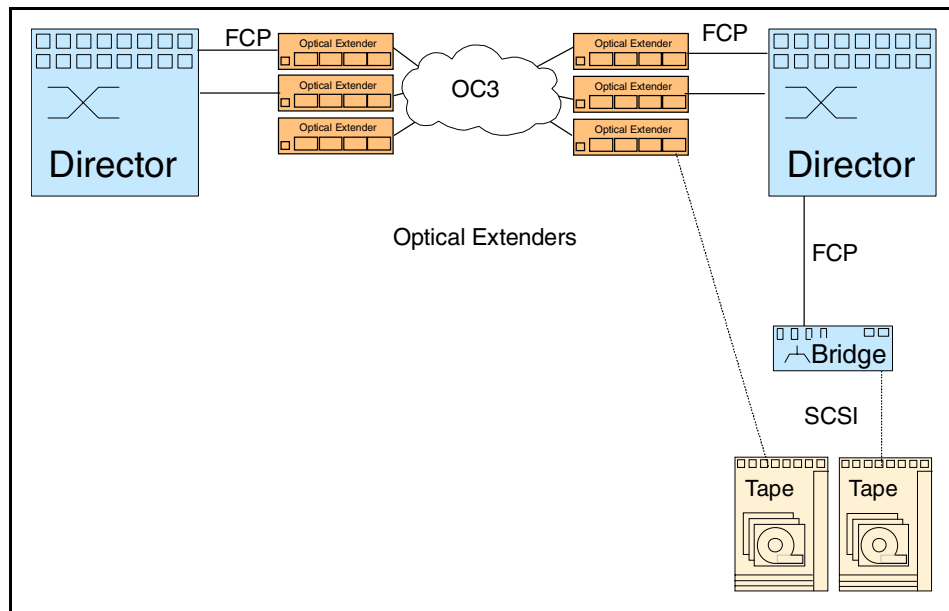 FCP
Optical Extender
Optical Extender
FCP
Optical Extender
OC3
Optical Extender
Director
Optical Extender
Optical Extender
Director
Optical Extenders
FCP
Bridge
SCSI
Tape
Tape